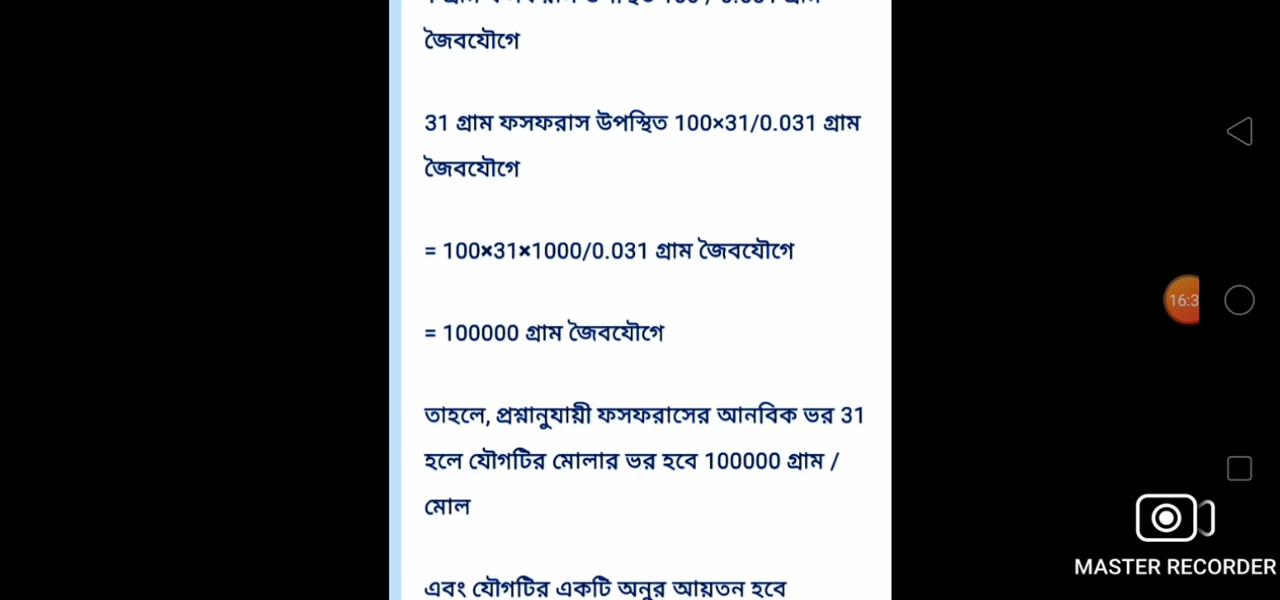 জৈবযৌগে
31 গ্রাম ফসফরাস উপস্থিত 100×31/0.031 গ্রাম
জৈবযৌগে
= 100×31×1000/0.031 গ্রাম জৈবযৌগে
= 100000 গ্রাম জৈবযৌগে
তাহলে, প্রশ্নানুযায়ী ফসফরাসের আনবিক ভর 31
হলে যৌগটির মোলার ভর হবে 100000 গ্রাম /
মোল
এবং যৌগটির একটি অনুর আয়তন হবে
16:3
MASTER RECORDER